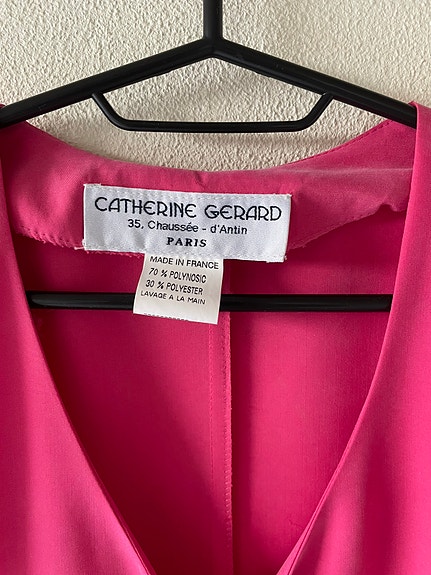 CATHERINE GERARD
35, Chaussée - d'Antin
PARIS
MADE IN FRANCE
70 % POLYNOSIC
30 % POLYESTER
LAVAGE A LA MAIN